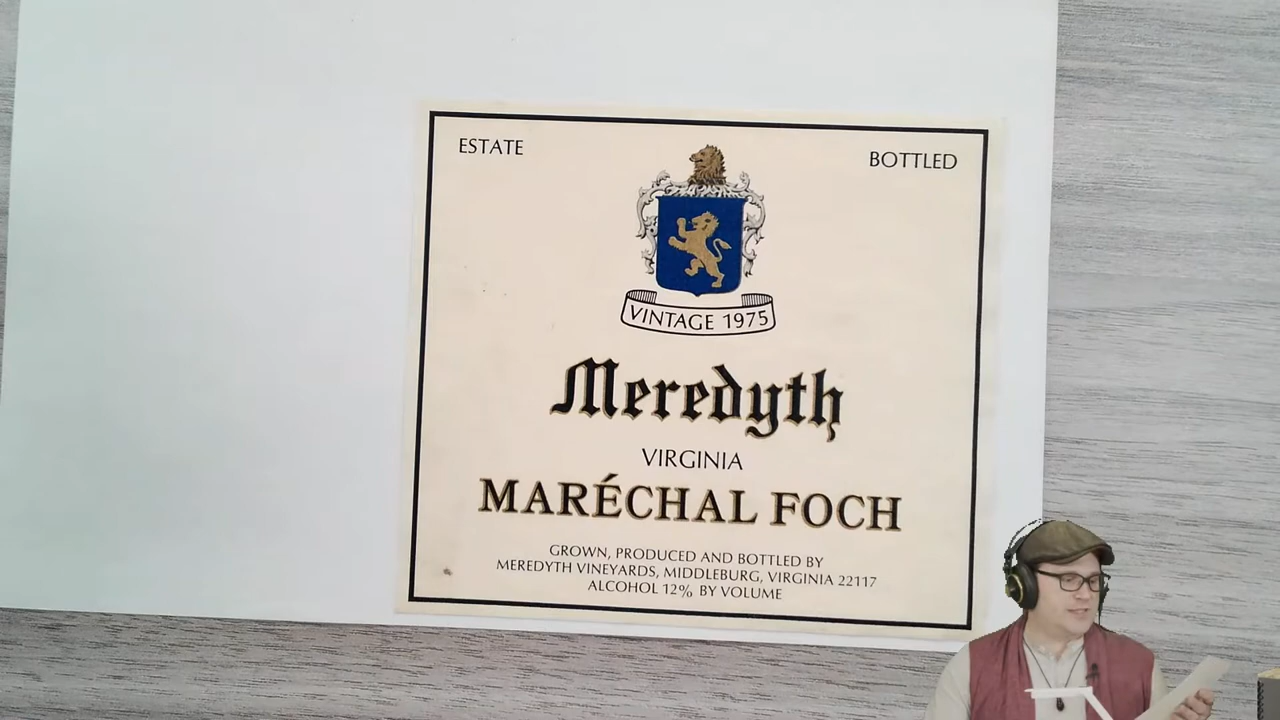 ESTATE BOTTLED
VINTAGE 1975
Meredyth
VIRGINIA
MARÉCHAL FOCH
GROWN, PRODUCED AND BOTTLED BY
MEREDYTH VINEYARDS, MIDDLEBURG, VIRGINIA 22117
ALCOHOL 12% BY VOLUME